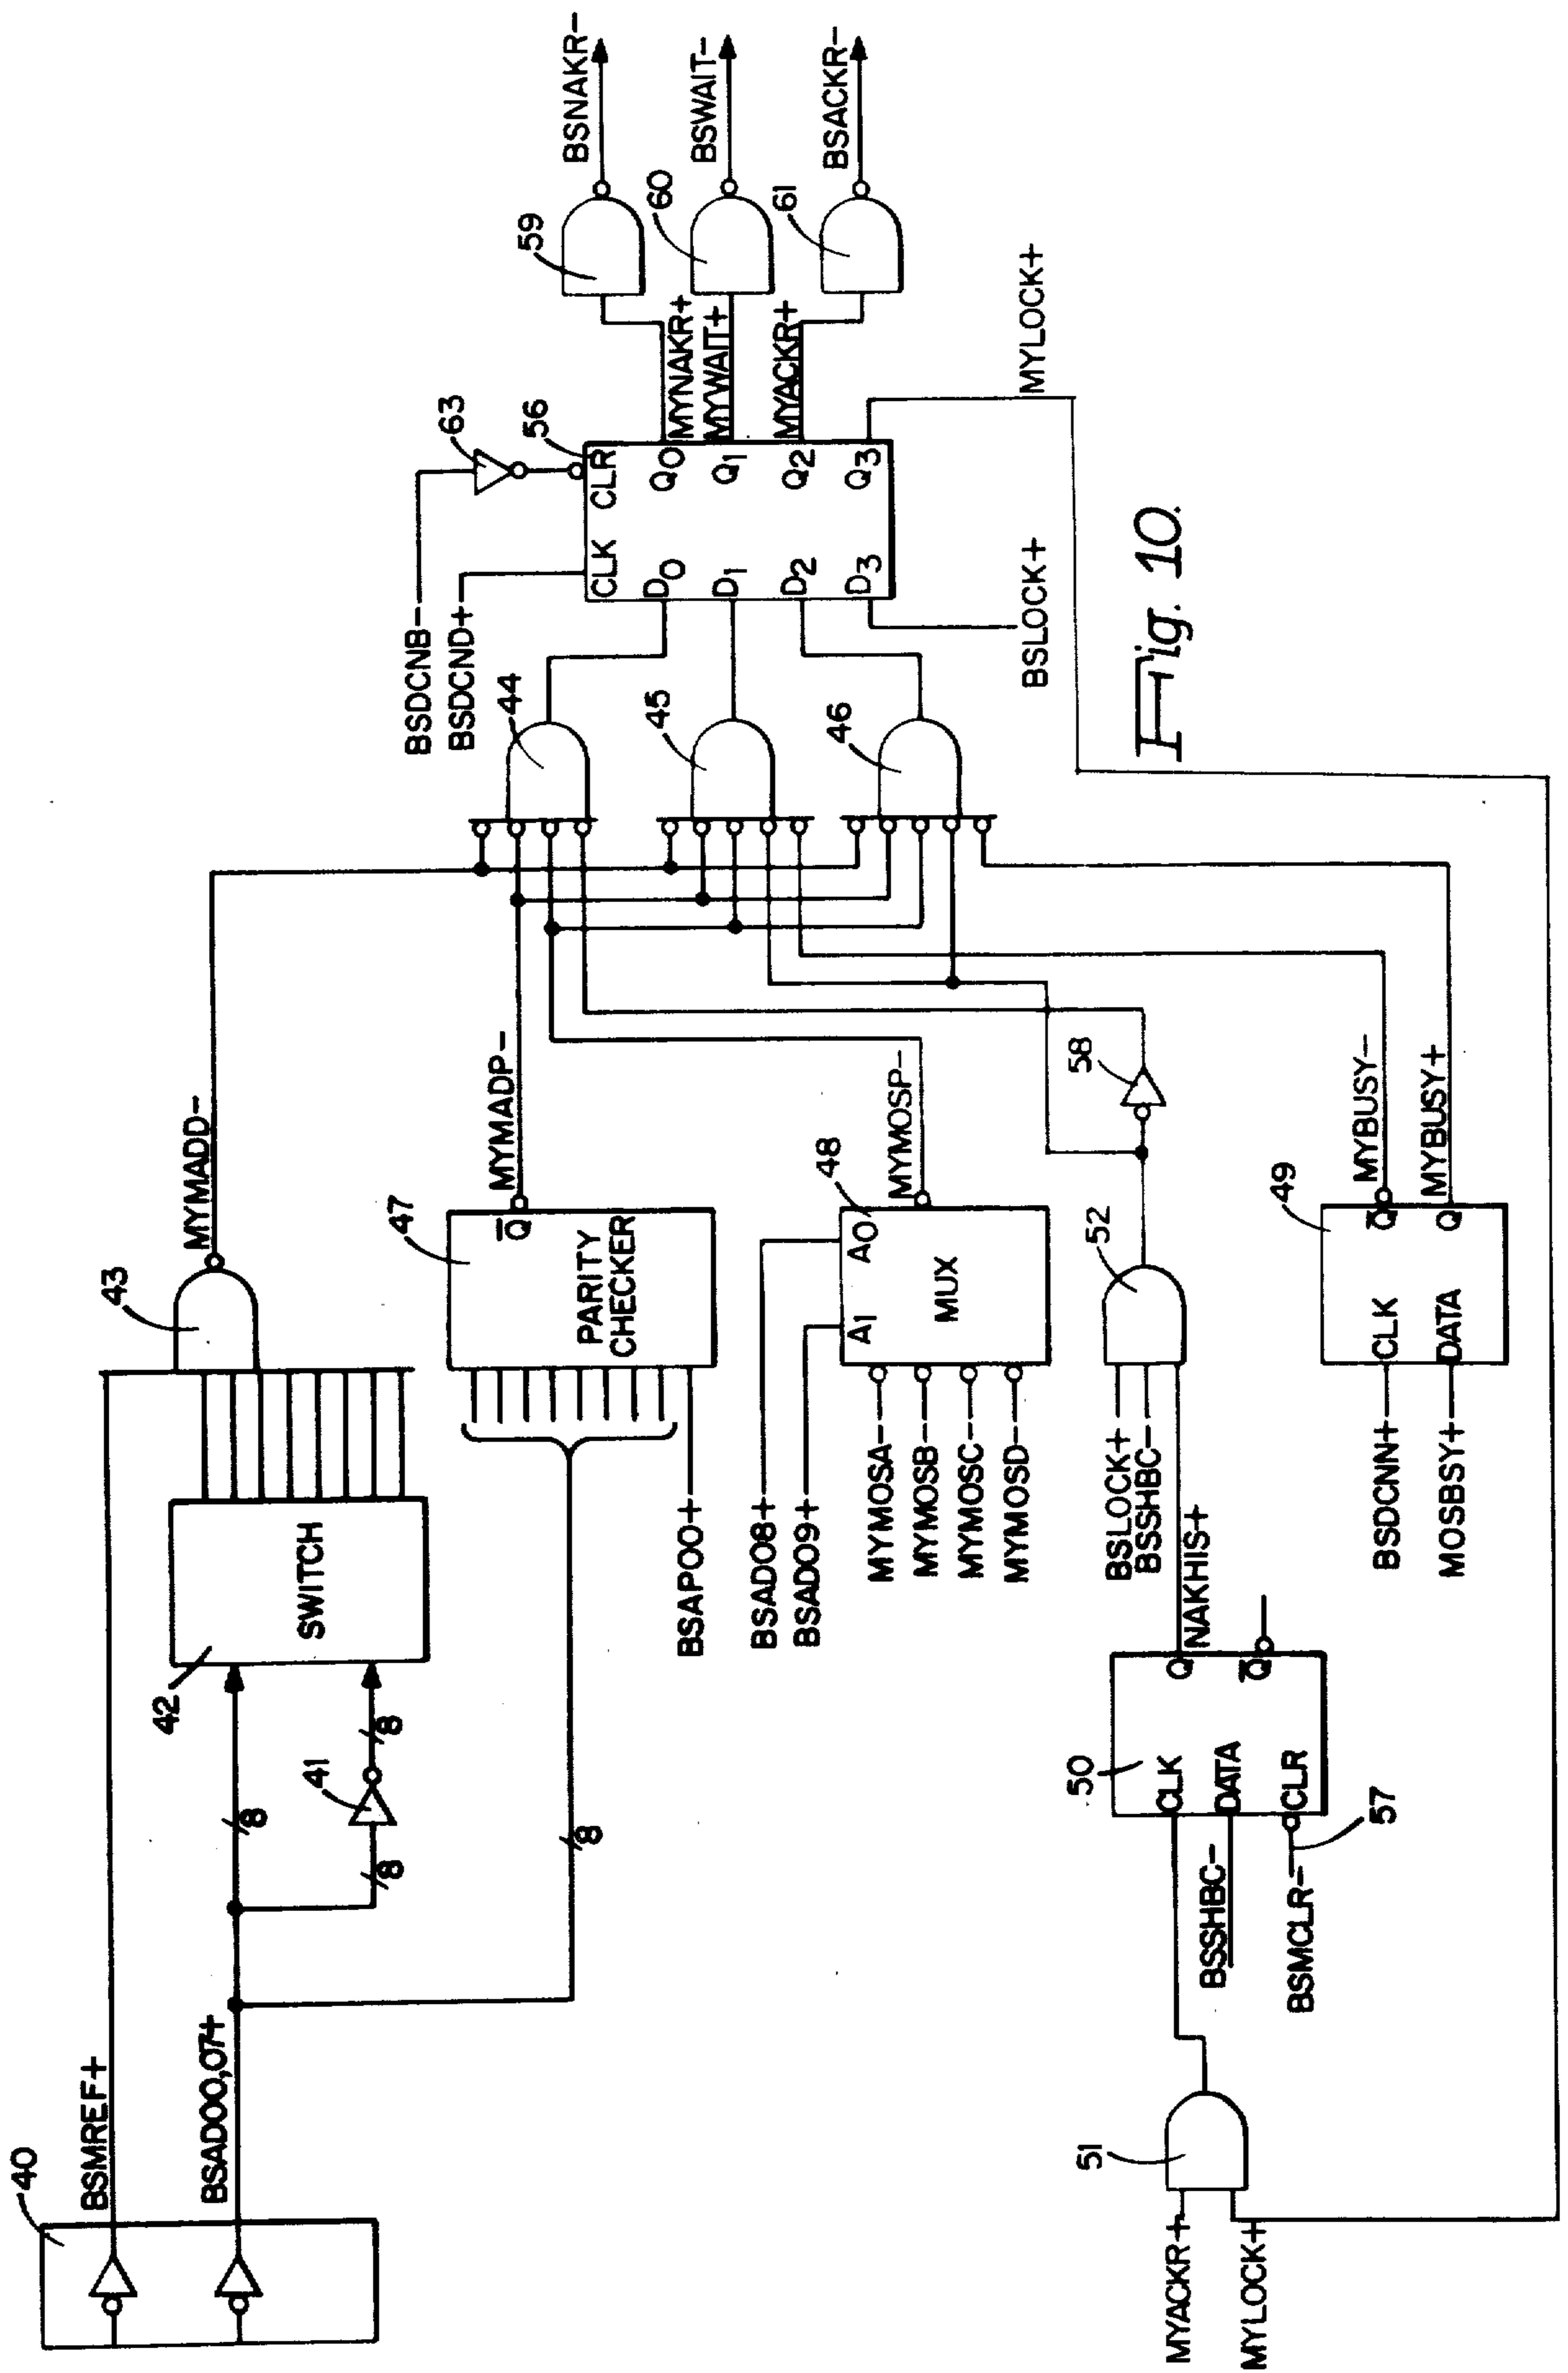 40
BSMREF+
BSAD00,07+
8
41
8
8
42
SWITCH
43
MYMADD-
8
47
PARITY
CHECKER
Q
BSAP00+
MYMADP-
BSAD08+
BSAD09+
MYMOSA-
MYMOSB-
MYMOSC-
MYMOSD-
A1
A0
MUX
48
MYMOSP-
MYACKR+
MYLOCK+
51
50
CLK
DATA
CLR
Q
Q
BSSHBC-
BSMCLR-
57
NAKHIS+
BSLOCK+
BSSHBC-
52
58
BSDCNN+
MOSBSY+
CLK
DATA
49
Q
Q
MYBUSY-
MYBUSY+
44
45
46
BSDCNB-
BSDCND+
63
56
CLK
CLR
D0
D1
D2
D3
Q0
Q1
Q2
Q3
BSLOCK+
MYNAKR+
MYWAIT+
MYACKR+
MYLOCK+
59
60
61
BSNAKR-
BSWAIT-
BSACKR-
Fig. 10.